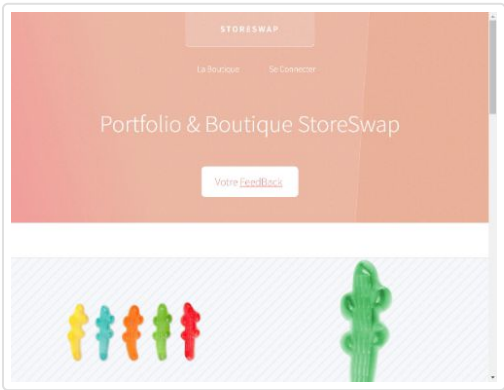 STORESWAP
La Boutique Se Connecter
Portfolio & Boutique StoreSwap
Votre FeedBack